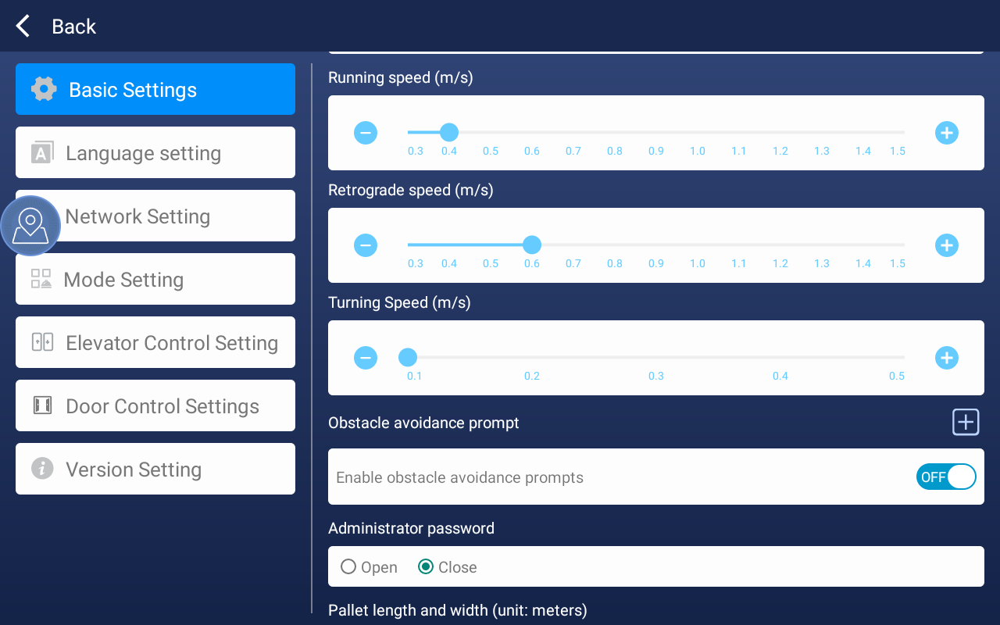 Back
Basic Settings
Language setting
Network Setting
Mode Setting
Elevator Control Setting
Door Control Settings
Version Setting
Running speed (m/s)
0.3 0.4 0.5 0.6 0.7 0.8 0.9 1.0 1.1 1.2 1.3 1.4 1.5
Retrograde speed (m/s)
0.3 0.4 0.5 0.6 0.7 0.8 0.9 1.0 1.1 1.2 1.3 1.4 1.5
Turning Speed (m/s)
0.1 0.2 0.3 0.4 0.5
Obstacle avoidance prompt
Enable obstacle avoidance prompts OFF
Administrator password
Open Close
Pallet length and width (unit: meters)